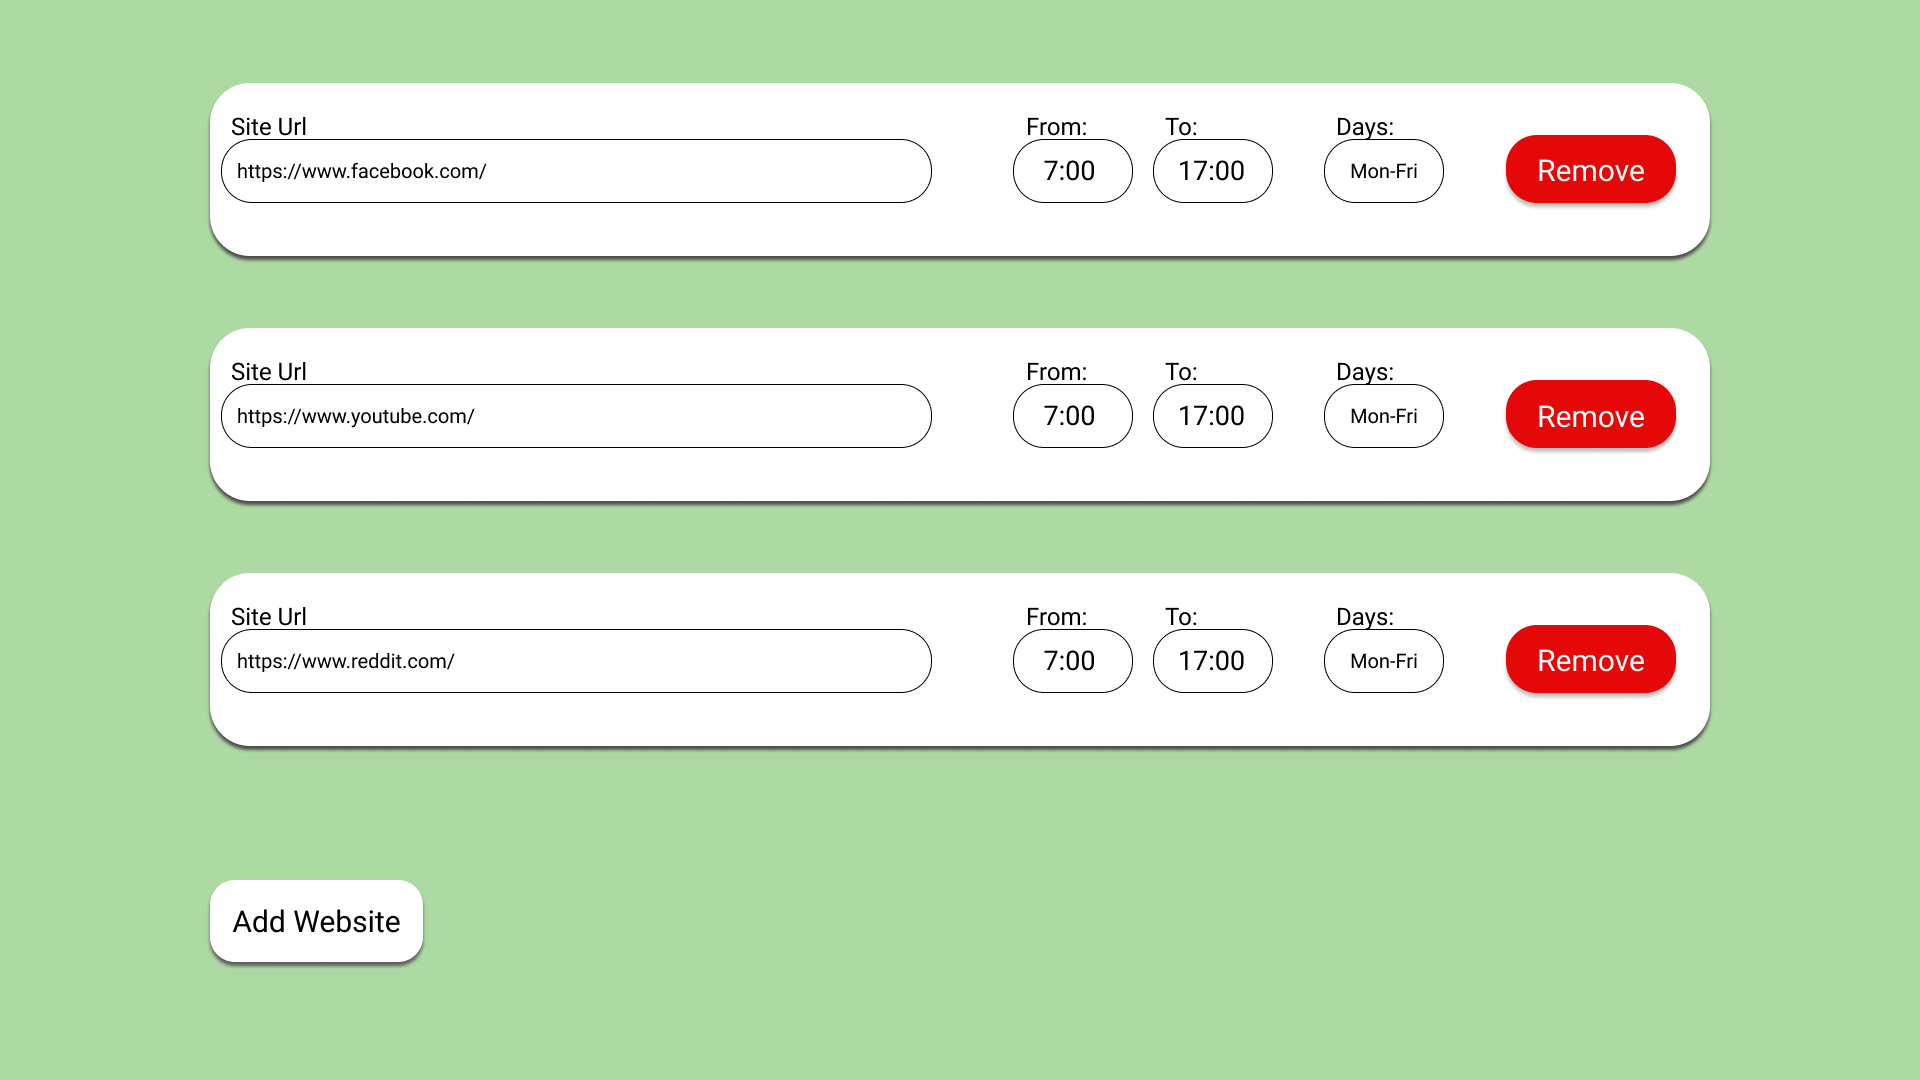 Site Url From: To: Days:
https://www.facebook.com/ 7:00 17:00 Mon-Fri Remove
Site Url From: To: Days:
https://www.youtube.com/ 7:00 17:00 Mon-Fri Remove
Site Url From: To: Days:
https://www.reddit.com/ 7:00 17:00 Mon-Fri Remove
Add Website